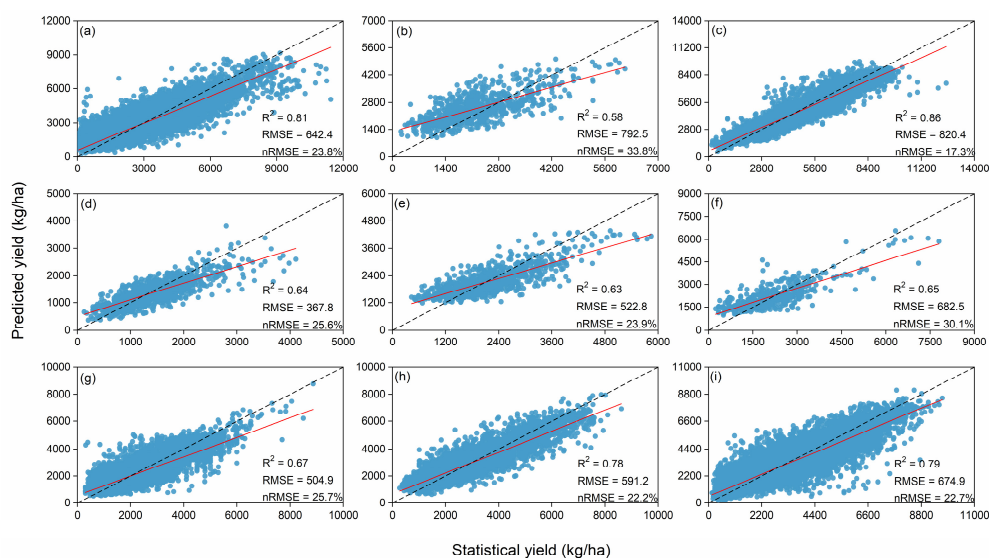 12000
9000
6000
3000
0
(a)
R² = 0.81
RMSE = 642.4
nRMSE = 23.8%
0 3000 6000 9000 12000
7000
5600
4200
2800
1400
0
(b)
R² = 0.58
RMSE = 792.5
nRMSE = 33.8%
0 1400 2800 4200 5600 7000
14000
11200
8400
5600
2800
0
(c)
R² = 0.86
RMSE = 820.4
nRMSE = 17.3%
0 2800 5600 8400 11200 14000
Predicted yield (kg/ha)
5000
4000
3000
2000
1000
0
(d)
R² = 0.64
RMSE = 367.8
nRMSE = 25.6%
0 1000 2000 3000 4000 5000
6000
4800
3600
2400
1200
0
(e)
R² = 0.63
RMSE = 522.8
nRMSE = 23.9%
0 1200 2400 3600 4800 6000
9000
7500
6000
4500
3000
1500
0
(f)
R² = 0.65
RMSE = 682.5
nRMSE = 30.1%
0 1500 3000 4500 6000 7500 9000
10000
8000
6000
4000
2000
0
(g)
R² = 0.67
RMSE = 504.9
nRMSE = 25.7%
0 2000 4000 6000 8000 10000
10000
8000
6000
4000
2000
0
(h)
R² = 0.78
RMSE = 591.2
nRMSE = 22.2%
0 2000 4000 6000 8000 10000
11000
8800
6600
4400
2200
0
(i)
R² = 0.79
RMSE = 674.9
nRMSE = 22.7%
0 2200 4400 6600 8800 11000
Statistical yield (kg/ha)